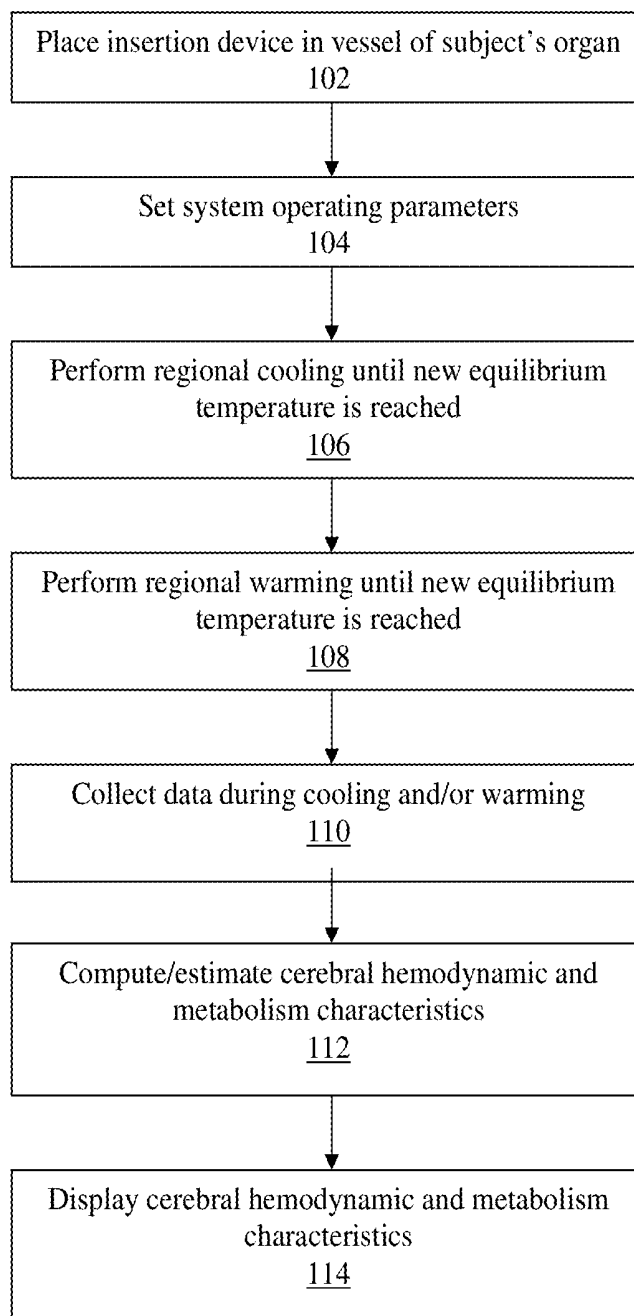 Place insertion device in vessel of subject's organ
102
Set system operating parameters
104
Perform regional cooling until new equilibrium
temperature is reached
106
Perform regional warming until new equilibrium
temperature is reached
108
Collect data during cooling and/or warming
110
Compute/estimate cerebral hemodynamic and
metabolism characteristics
112
Display cerebral hemodynamic and metabolism
characteristics
114